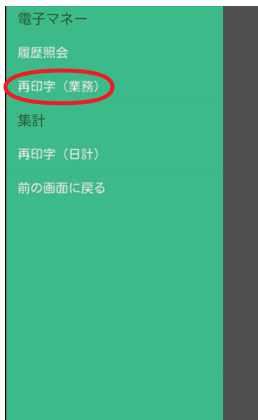 電子マネー
履歴照会
再印字（業務）
集計
再印字（日計）
前の画面に戻る